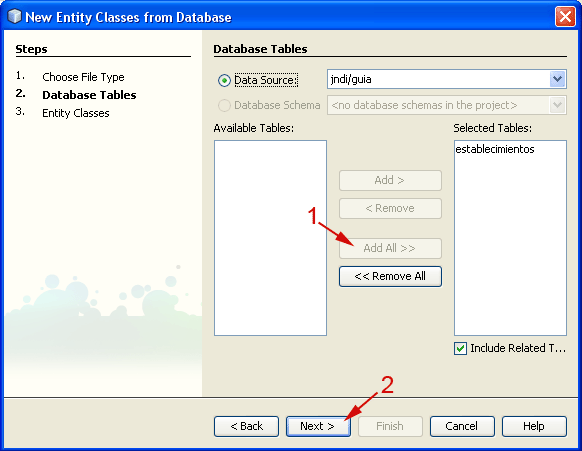 New Entity Classes from Database
Steps
1. Choose File Type
2. Database Tables
3. Entity Classes
Database Tables
Data Source: jndi/guia
Database Schema <no database schemas in the project>
Available Tables:
Selected Tables:
establecimientos
Add >
< Remove
1
Add All >>
<< Remove All
Include Related T...
2
< Back Next > Finish Cancel Help